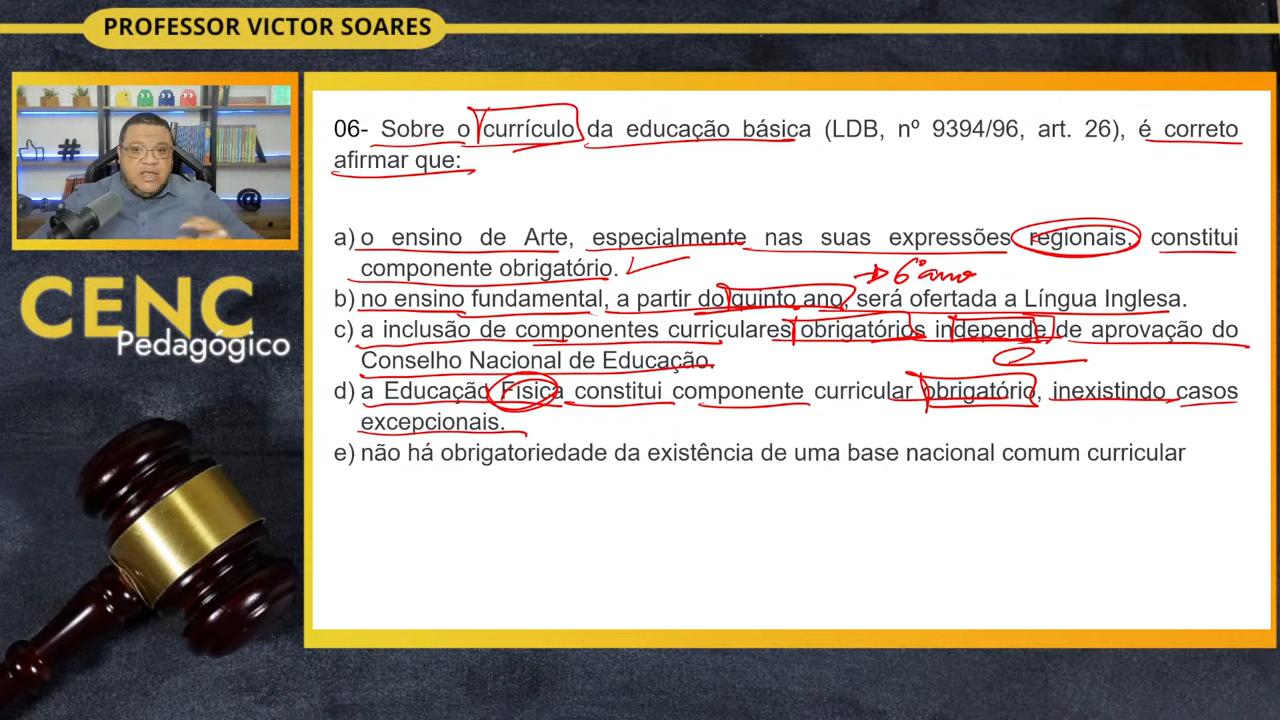 PROFESSOR VICTOR SOARES
06- Sobre o currículo da educação básica (LDB, nº 9394/96, art. 26), é correto
afirmar que:
a) o ensino de Arte, especialmente nas suas expressões regionais, constitui
componente obrigatório.
→ 6º ano
b) no ensino fundamental, a partir do quinto ano, será ofertada a Língua Inglesa.
c) a inclusão de componentes curriculares obrigatórios independe de aprovação do
Conselho Nacional de Educação.
d) a Educação Física constitui componente curricular obrigatório, inexistindo casos
excepcionais.
e) não há obrigatoriedade da existência de uma base nacional comum curricular
CENC
Pedagógico